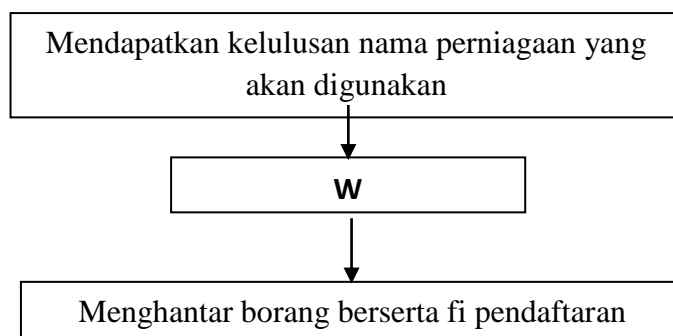 Mendapatkan kelulusan nama perniagaan yang
akan digunakan
W
Menghantar borang berserta fi pendaftaran